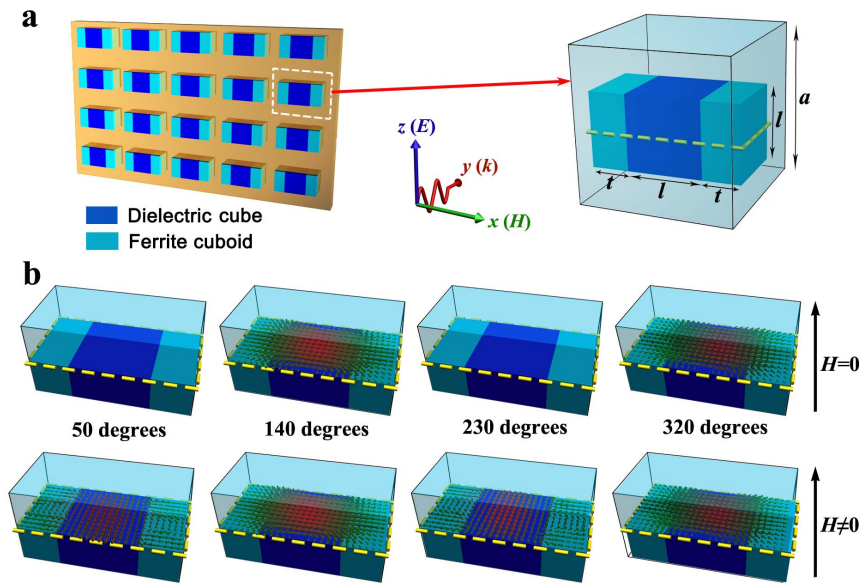 a
z (E)
y (k)
x (H)
a
l
t
l
t
Dielectric cube
Ferrite cuboid
b
H=0
50 degrees
140 degrees
230 degrees
320 degrees
H≠0